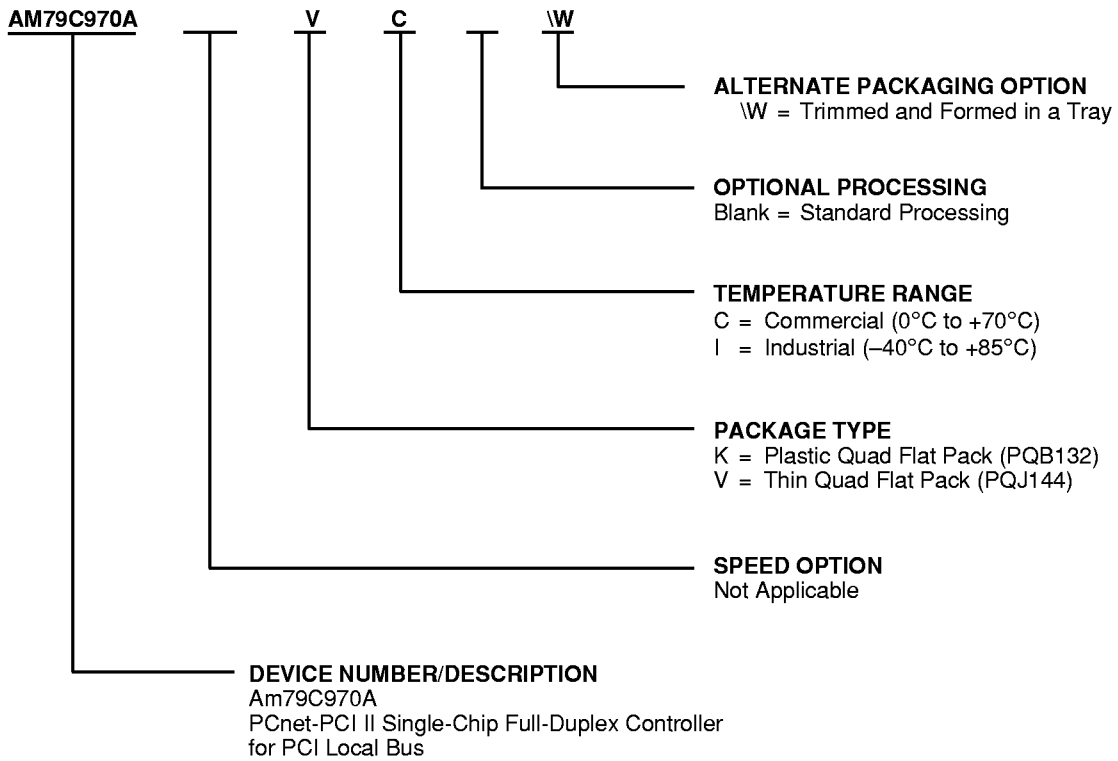 AM79C970A V C \W
ALTERNATE PACKAGING OPTION
\W = Trimmed and Formed in a Tray
OPTIONAL PROCESSING
Blank = Standard Processing
TEMPERATURE RANGE
C = Commercial (0°C to +70°C)
I = Industrial (–40°C to +85°C)
PACKAGE TYPE
K = Plastic Quad Flat Pack (PQB132)
V = Thin Quad Flat Pack (PQJ144)
SPEED OPTION
Not Applicable
DEVICE NUMBER/DESCRIPTION
Am79C970A
PCnet-PCI II Single-Chip Full-Duplex Controller
for PCI Local Bus